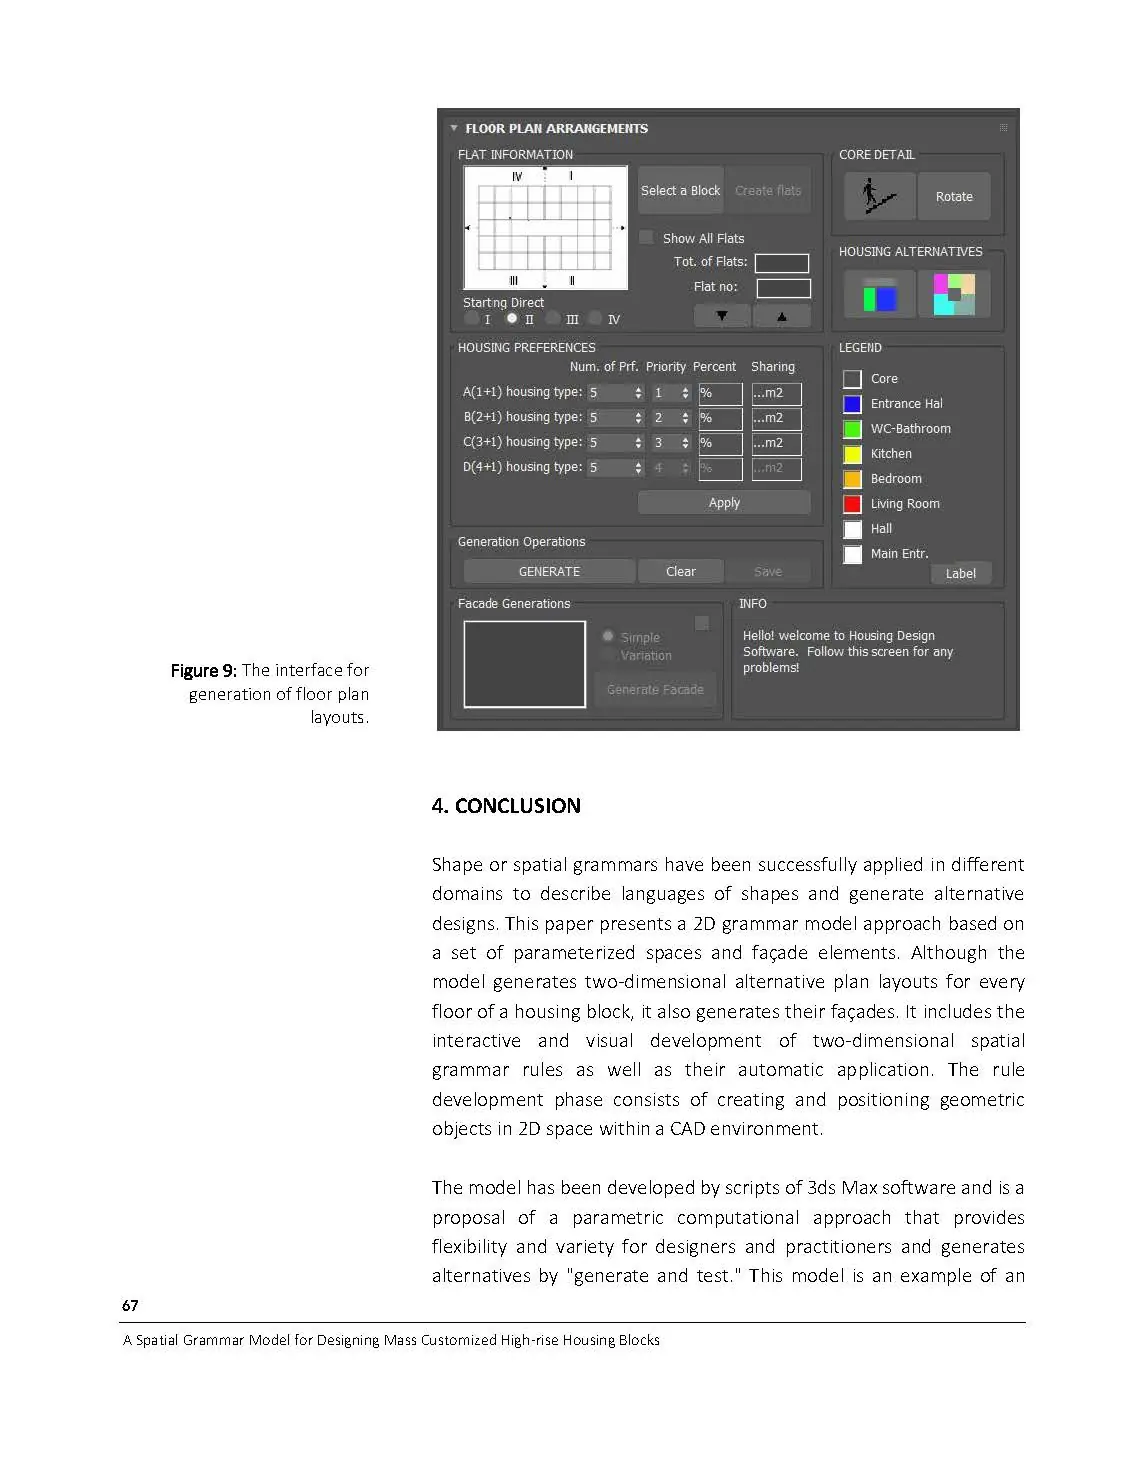 FLOOR PLAN ARRANGEMENTS
FLAT INFORMATION
IV I
III II
Starting Direct
I II III IV
Select a Block Create flats
Show All Flats
Tot. of Flats:
Flat no:
CORE DETAIL
Rotate
HOUSING ALTERNATIVES
HOUSING PREFERENCES
Num. of Prf. Priority Percent Sharing
A(1+1) housing type: 5 1 % ...m2
B(2+1) housing type: 5 2 % ...m2
C(3+1) housing type: 5 3 % ...m2
D(4+1) housing type: 5 4 % ...m2
Apply
LEGEND
Core
Entrance Hal
WC-Bathroom
Kitchen
Bedroom
Living Room
Hall
Main Entr.
Label
Generation Operations
GENERATE Clear Save
Facade Generations
Simple
Variation
Generate Facade
INFO
Hello! welcome to Housing Design
Software. Follow this screen for any
problems!
Figure 9: The interface for
generation of floor plan
layouts.
4. CONCLUSION
Shape or spatial grammars have been successfully applied in different
domains to describe languages of shapes and generate alternative
designs. This paper presents a 2D grammar model approach based on
a set of parameterized spaces and façade elements. Although the
model generates two-dimensional alternative plan layouts for every
floor of a housing block, it also generates their façades. It includes the
interactive and visual development of two-dimensional spatial
grammar rules as well as their automatic application. The rule
development phase consists of creating and positioning geometric
objects in 2D space within a CAD environment.
The model has been developed by scripts of 3ds Max software and is a
proposal of a parametric computational approach that provides
flexibility and variety for designers and practitioners and generates
alternatives by "generate and test." This model is an example of an
67
A Spatial Grammar Model for Designing Mass Customized High-rise Housing Blocks